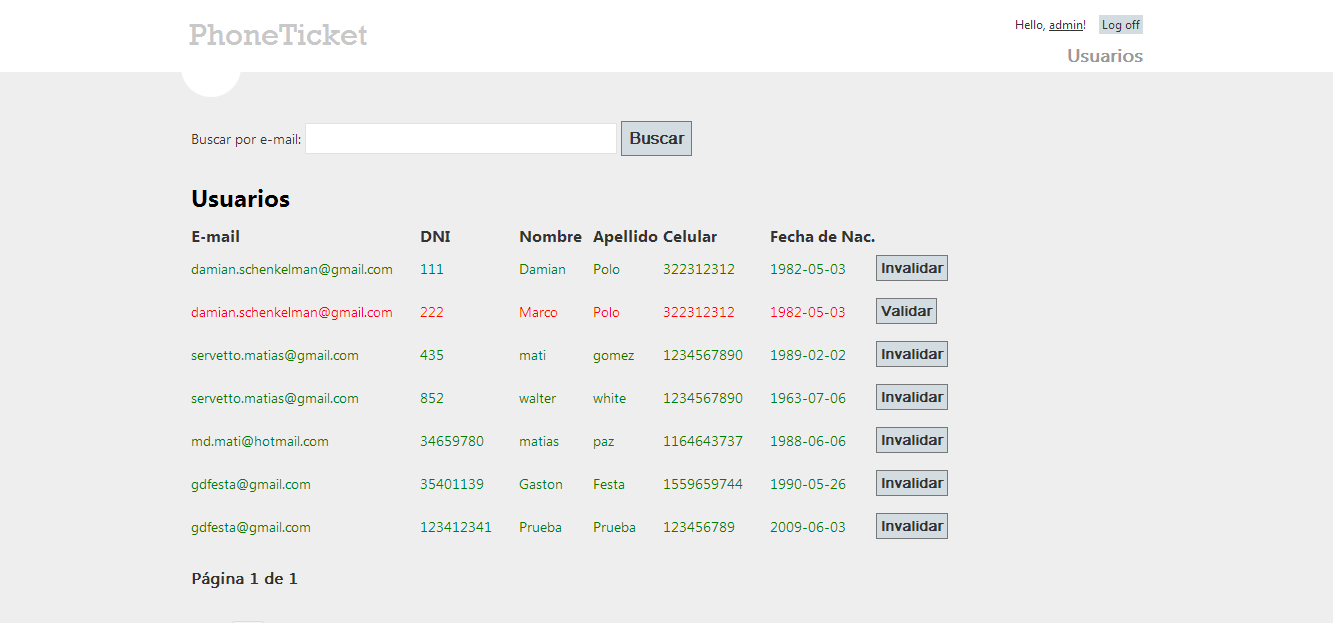 PhoneTicket
Hello, admin! Log off
Usuarios
Buscar por e-mail: Buscar
Usuarios
E-mail DNI Nombre Apellido Celular Fecha de Nac.
damian.schenkelman@gmail.com 111 Damian Polo 322312312 1982-05-03 Invalidar
damian.schenkelman@gmail.com 222 Marco Polo 322312312 1982-05-03 Validar
servetto.matias@gmail.com 435 mati gomez 1234567890 1989-02-02 Invalidar
servetto.matias@gmail.com 852 walter white 1234567890 1963-07-06 Invalidar
md.mati@hotmail.com 34659780 matias paz 1164643737 1988-06-06 Invalidar
gdfesta@gmail.com 35401139 Gaston Festa 1559659744 1990-05-26 Invalidar
gdfesta@gmail.com 123412341 Prueba Prueba 123456789 2009-06-03 Invalidar
Página 1 de 1